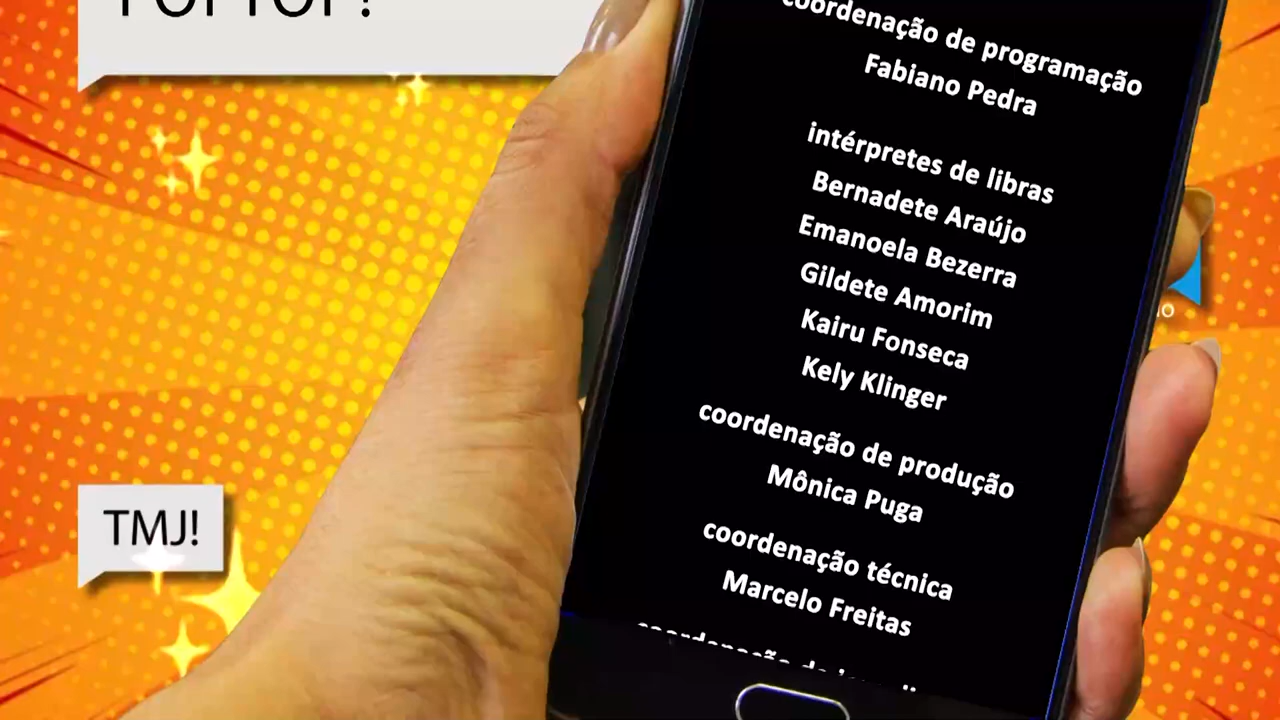 coordenação de programação
Fabiano Pedra
intérpretes de libras
Bernadete Araújo
Emanoela Bezerra
Gildete Amorim
Kairu Fonseca
Kely Klinger
coordenação de produção
Mônica Puga
coordenação técnica
Marcelo Freitas
TMJ!